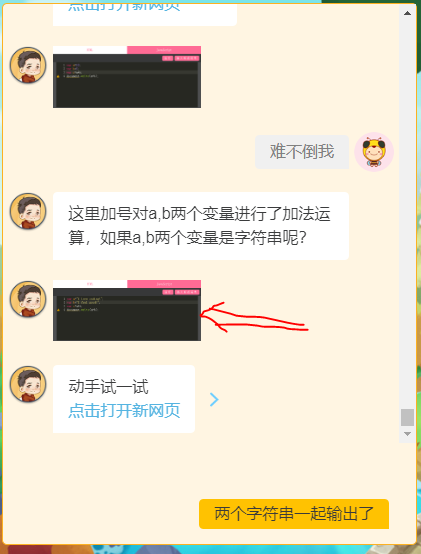 点击打开新网页
难不倒我
这里加号对a,b两个变量进行了加法运
算，如果a,b两个变量是字符串呢？
动手试一试
点击打开新网页
两个字符串一起输出了